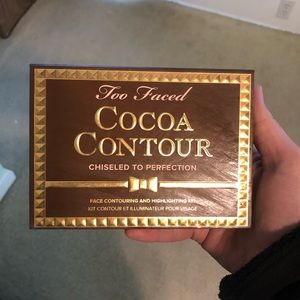 Too Faced
COCOA
CONTOUR
CHISELED TO PERFECTION
FACE CONTOURING AND HIGHLIGHTING KIT
KIT CONTOUR ET ILLUMINATEUR POUR VISAGE